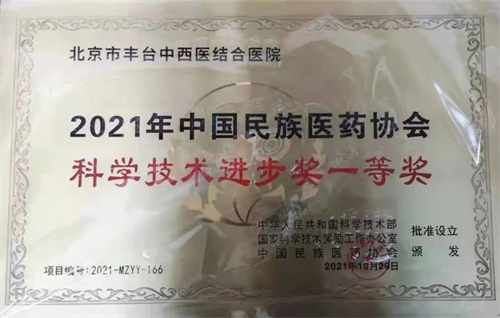 北京市丰台中西医结合医院
2021年中国民族医药协会
科学技术进步奖一等奖
中华人民共和国科学技术部
国家科学技术奖励工作办公室 批准设立
中国民族医药协会 颁发
2021年10月29日
项目编号:2021-MZYY-166